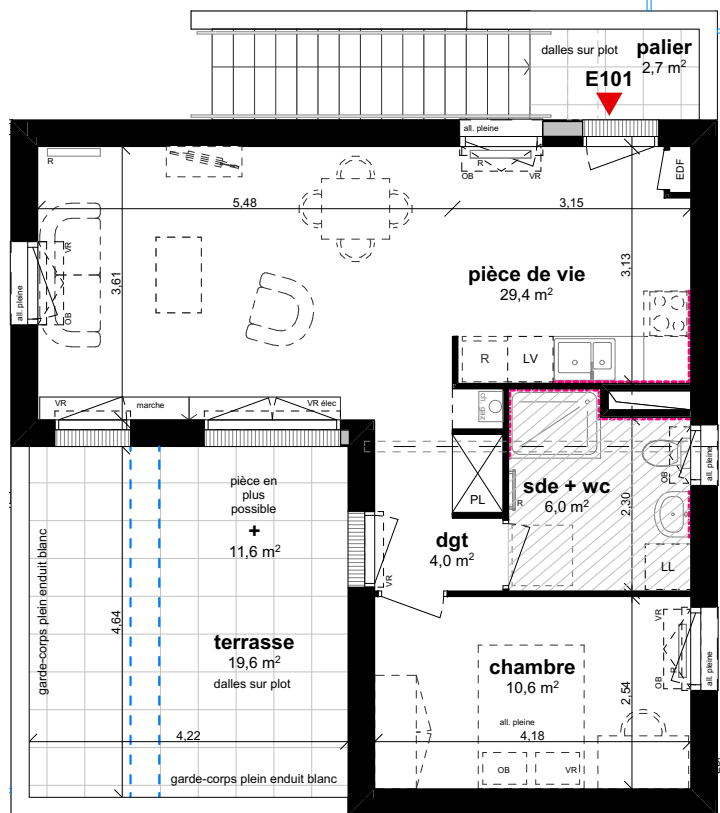 dalles sur plot
palier
2,7 m²
E101
all. pleine
R
R
OB
VR
EDF
5,48
3,15
VR
all. pleine
OB
3,61
3,13
pièce de vie
29,4 m²
R
LV
VR
marche
VR élec
ch. gaz
pièce en
plus
possible
+
11,6 m²
PL
R
sde + wc
6,0 m²
2,30
OB
all. pleine
dgt
4,0 m²
LL
VR
garde-corps plein enduit blanc
4,64
terrasse
19,6 m²
dalles sur plot
chambre
10,6 m²
VR
R
OB
all. pleine
2,54
all. pleine
4,22
4,18
OB
VR
garde-corps plein enduit blanc